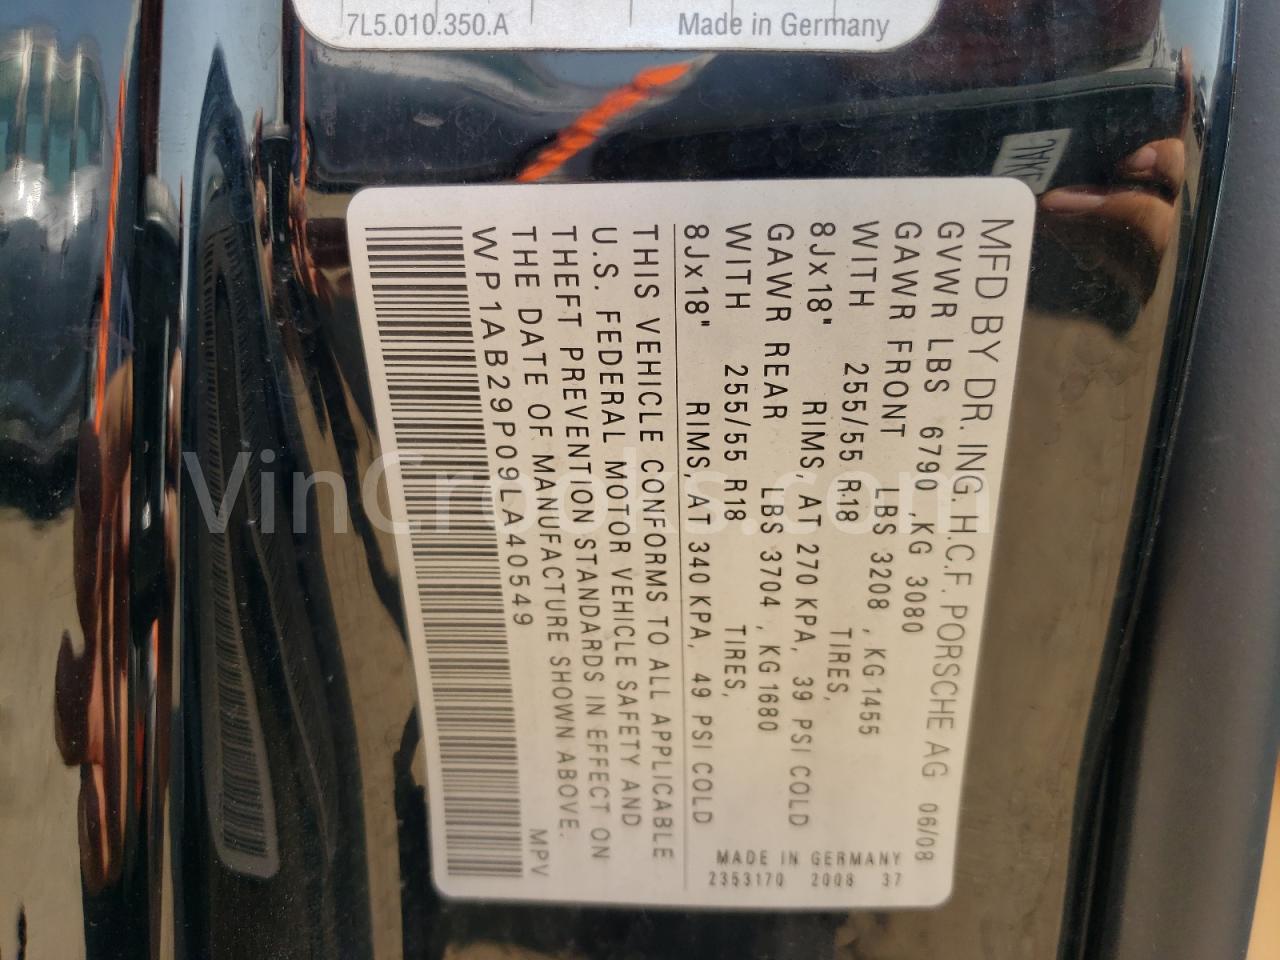 7L5.010.350.A Made in Germany
MFD BY DR. ING. H.C.F. PORSCHE AG 06/08
GVWR LBS 6790 ,KG 3080
GAWR FRONT LBS 3208 , KG 1455
WITH 255/55 R18 TIRES,
8Jx18" RIMS, AT 270 KPA, 39 PSI COLD
GAWR REAR LBS 3704 , KG 1680
WITH 255/55 R18 TIRES,
8Jx18" RIMS, AT 340 KPA, 49 PSI COLD
MADE IN GERMANY
2353170 2008 37
THIS VEHICLE CONFORMS TO ALL APPLICABLE
U.S. FEDERAL MOTOR VEHICLE SAFETY AND
THEFT PREVENTION STANDARDS IN EFFECT ON
THE DATE OF MANUFACTURE SHOWN ABOVE.
WP1AB29P09LA40549 MPV
VinCrooks.com